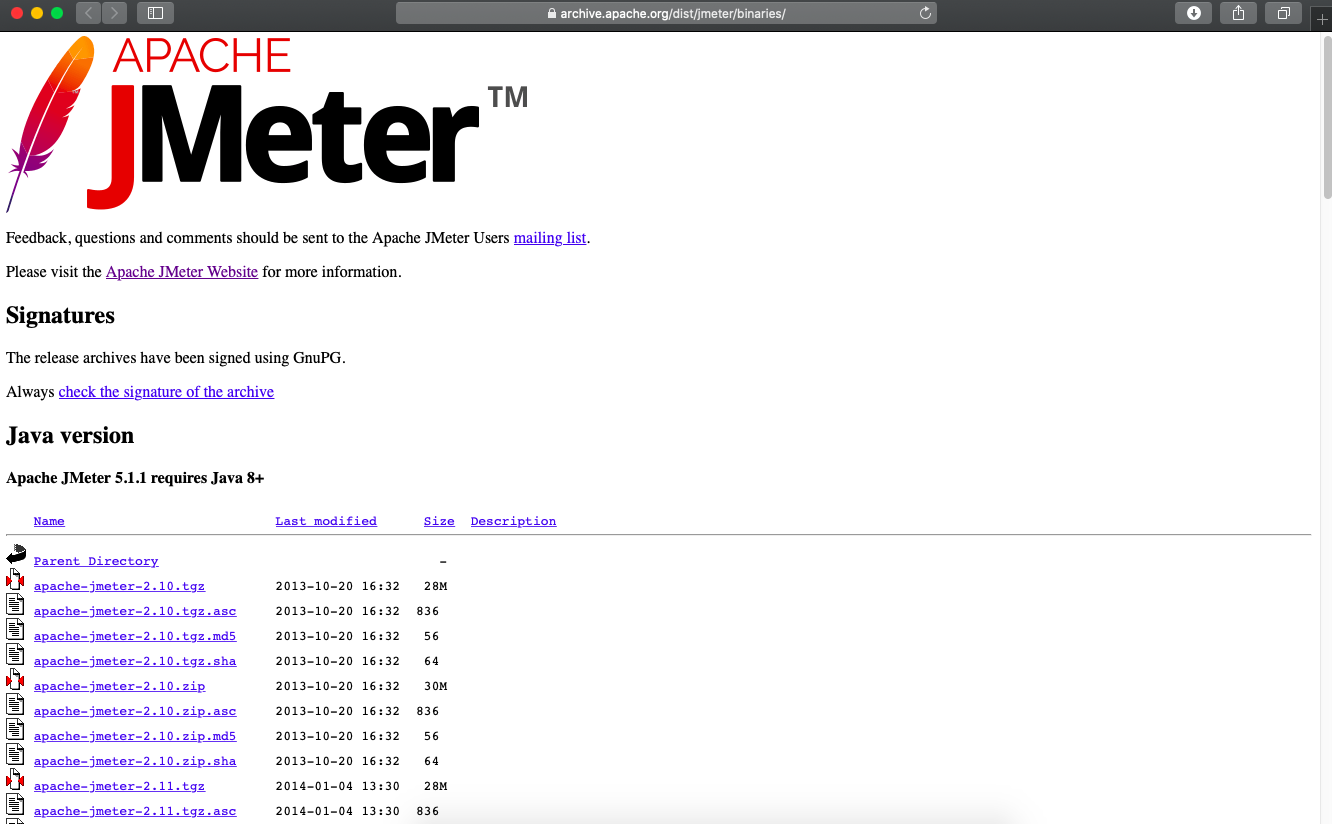 archive.apache.org/dist/jmeter/binaries/
APACHE
JMeter TM
Feedback, questions and comments should be sent to the Apache JMeter Users mailing list.
Please visit the Apache JMeter Website for more information.
Signatures
The release archives have been signed using GnuPG.
Always check the signature of the archive
Java version
Apache JMeter 5.1.1 requires Java 8+
Name Last modified Size Description
Parent Directory -
apache-jmeter-2.10.tgz 2013-10-20 16:32 28M
apache-jmeter-2.10.tgz.asc 2013-10-20 16:32 836
apache-jmeter-2.10.tgz.md5 2013-10-20 16:32 56
apache-jmeter-2.10.tgz.sha 2013-10-20 16:32 64
apache-jmeter-2.10.zip 2013-10-20 16:32 30M
apache-jmeter-2.10.zip.asc 2013-10-20 16:32 836
apache-jmeter-2.10.zip.md5 2013-10-20 16:32 56
apache-jmeter-2.10.zip.sha 2013-10-20 16:32 64
apache-jmeter-2.11.tgz 2014-01-04 13:30 28M
apache-jmeter-2.11.tgz.asc 2014-01-04 13:30 836